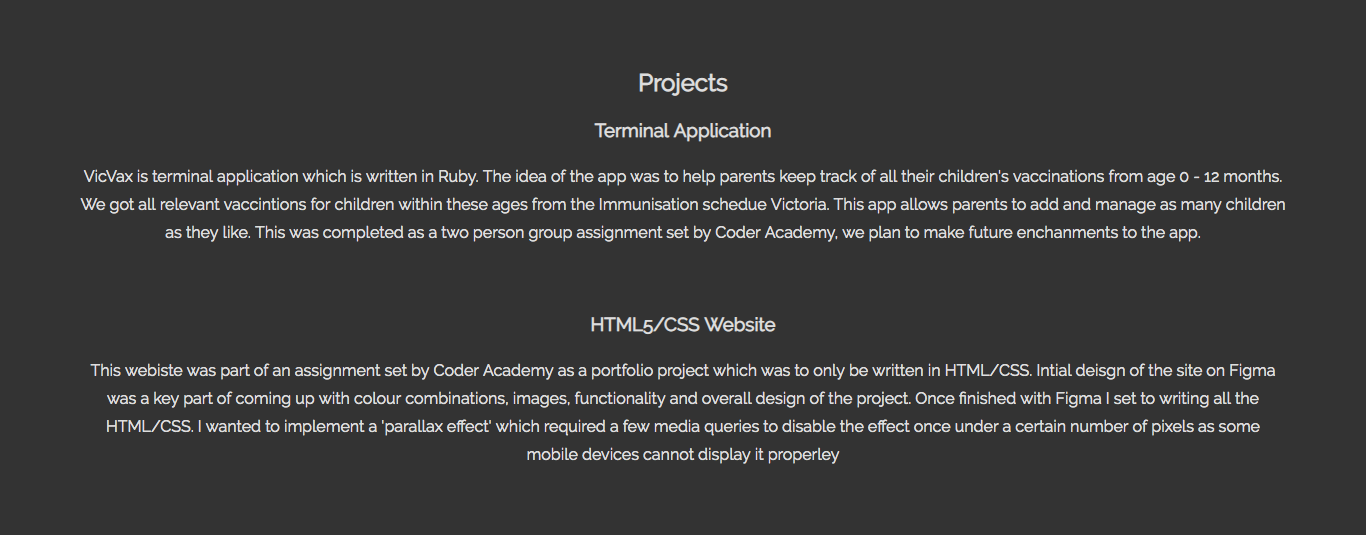 Projects
Terminal Application
VicVax is terminal application which is written in Ruby. The idea of the app was to help parents keep track of all their children's vaccinations from age 0 - 12 months.
We got all relevant vaccintions for children within these ages from the Immunisation schedue Victoria. This app allows parents to add and manage as many children
as they like. This was completed as a two person group assignment set by Coder Academy, we plan to make future enchanments to the app.
HTML5/CSS Website
This webiste was part of an assignment set by Coder Academy as a portfolio project which was to only be written in HTML/CSS. Intial deisgn of the site on Figma
was a key part of coming up with colour combinations, images, functionality and overall design of the project. Once finished with Figma I set to writing all the
HTML/CSS. I wanted to implement a 'parallax effect' which required a few media queries to disable the effect once under a certain number of pixels as some
mobile devices cannot display it properley